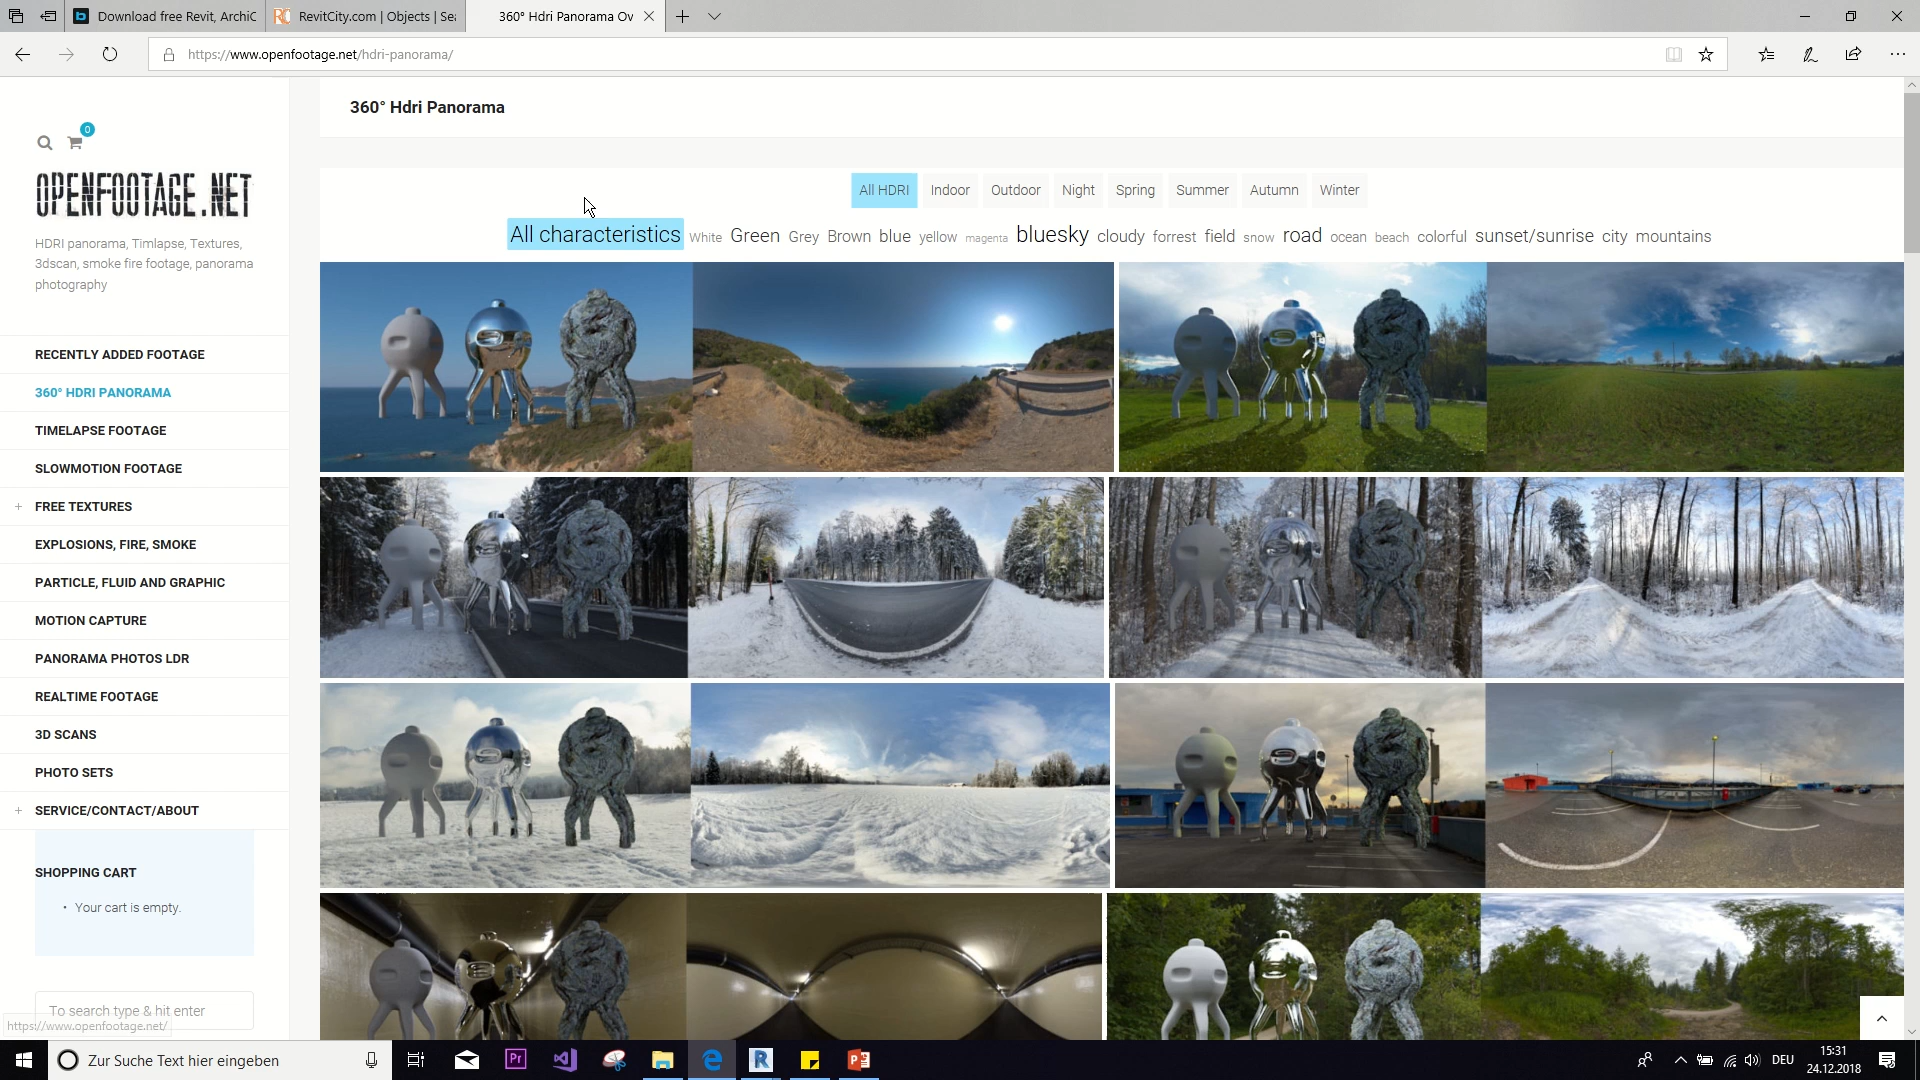 Download free Revit, ArchiC
RevitCity.com | Objects | Sea
360° Hdri Panorama Ov
https://www.openfootage.net/hdri-panorama/
0
OPENFOOTAGE.NET
HDRI panorama, Timlapse, Textures,
3dscan, smoke fire footage, panorama
photography
RECENTLY ADDED FOOTAGE
360° HDRI PANORAMA
TIMELAPSE FOOTAGE
SLOWMOTION FOOTAGE
+ FREE TEXTURES
EXPLOSIONS, FIRE, SMOKE
PARTICLE, FLUID AND GRAPHIC
MOTION CAPTURE
PANORAMA PHOTOS LDR
REALTIME FOOTAGE
3D SCANS
PHOTO SETS
+ SERVICE/CONTACT/ABOUT
SHOPPING CART
• Your cart is empty.
To search type & hit enter
https://www.openfootage.net/
360° Hdri Panorama
All HDRI Indoor Outdoor Night Spring Summer Autumn Winter
All characteristics White Green Grey Brown blue yellow magenta bluesky cloudy forrest field snow road ocean beach colorful sunset/sunrise city mountains
Zur Suche Text hier eingeben
DEU
15:31
24.12.2018